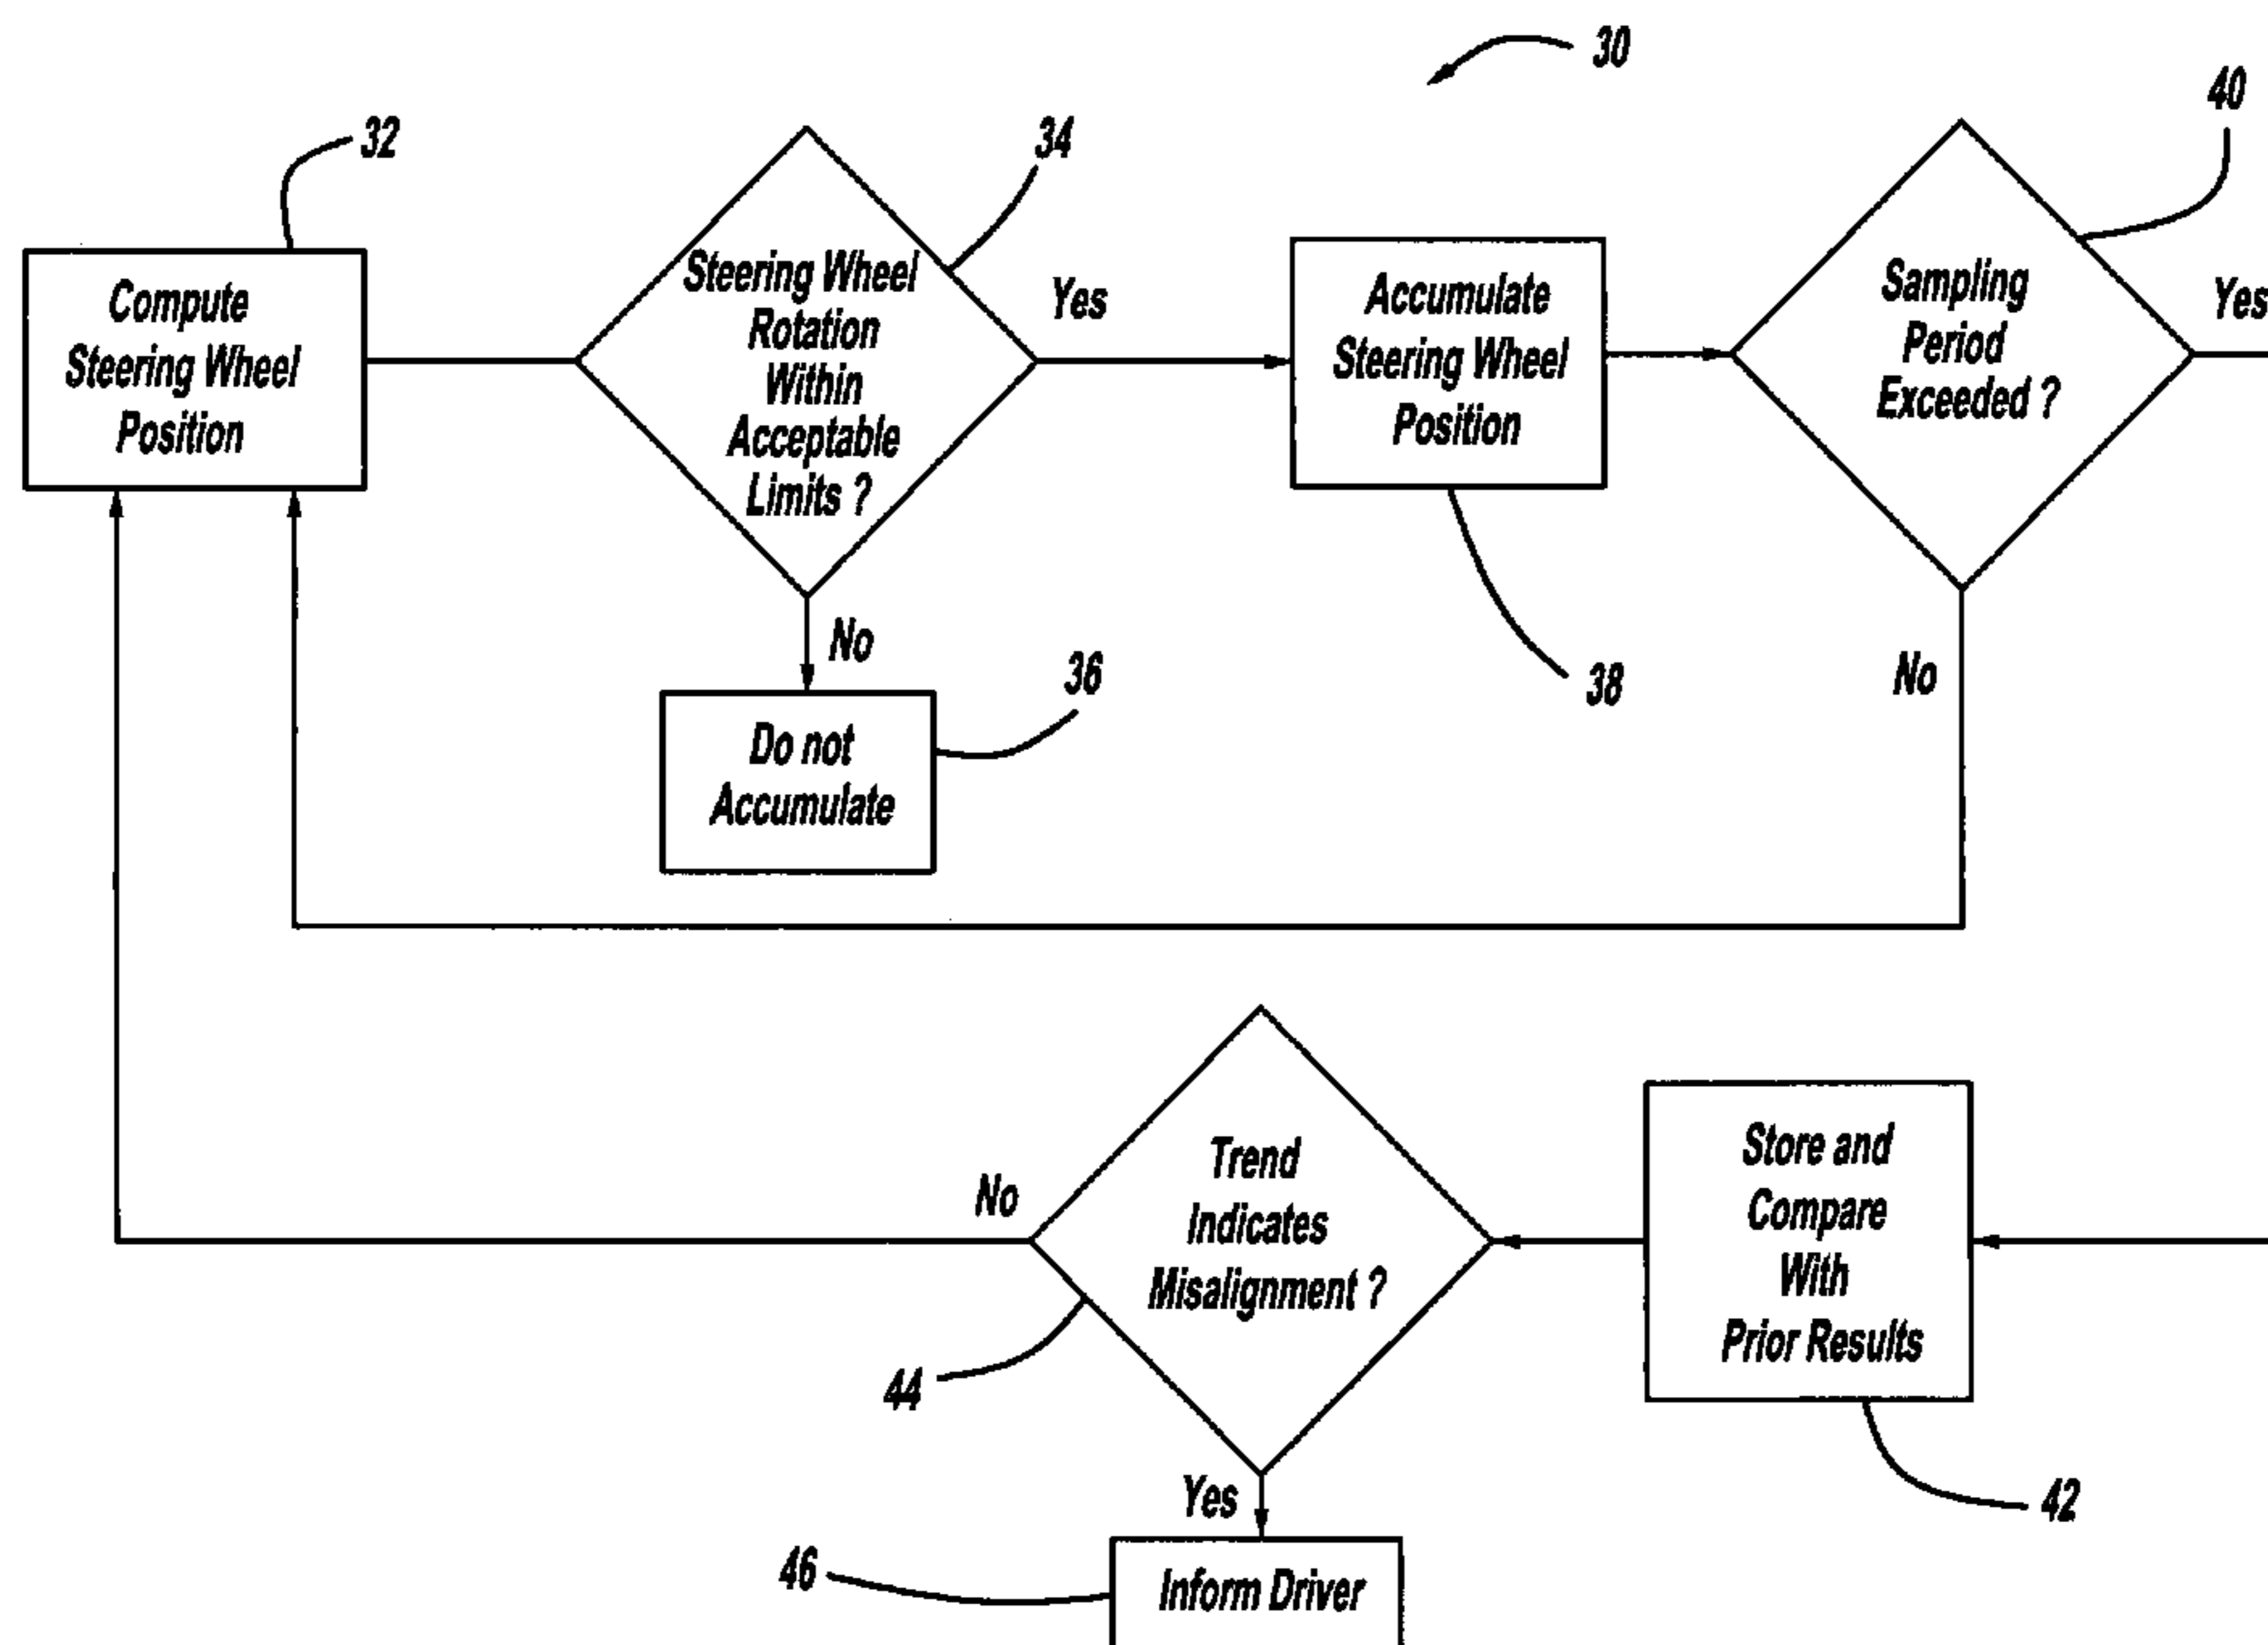 30
40
32
34
Compute
Steering Wheel
Position
Steering Wheel
Rotation
Within
Acceptable
Limits ?
Yes
Accumulate
Steering Wheel
Position
Sampling
Period
Exceeded ?
Yes
No
36
38
No
Do not
Accumulate
Trend
Indicates
Misalignment ?
No
Store and
Compare
With
Prior Results
44
Yes
42
46
Inform Driver